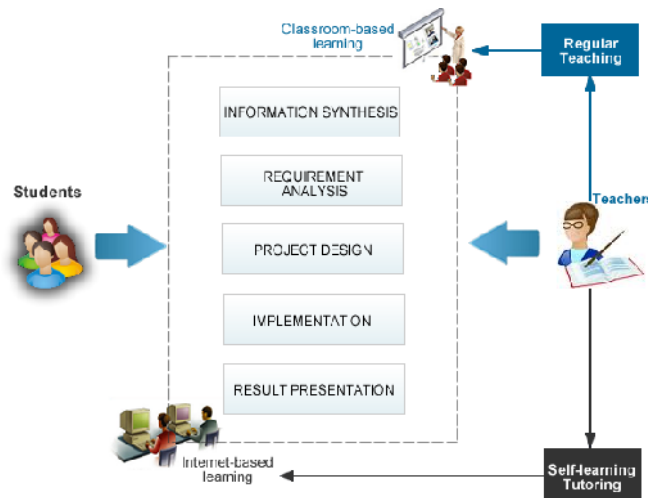 Classroom-based
learning
Regular
Teaching
INFORMATION SYNTHESIS
REQUIREMENT
ANALYSIS
Students
Teachers
PROJECT DESIGN
IMPLEMENTATION
RESULT PRESENTATION
Internet-based
learning
Self-learning
Tutoring